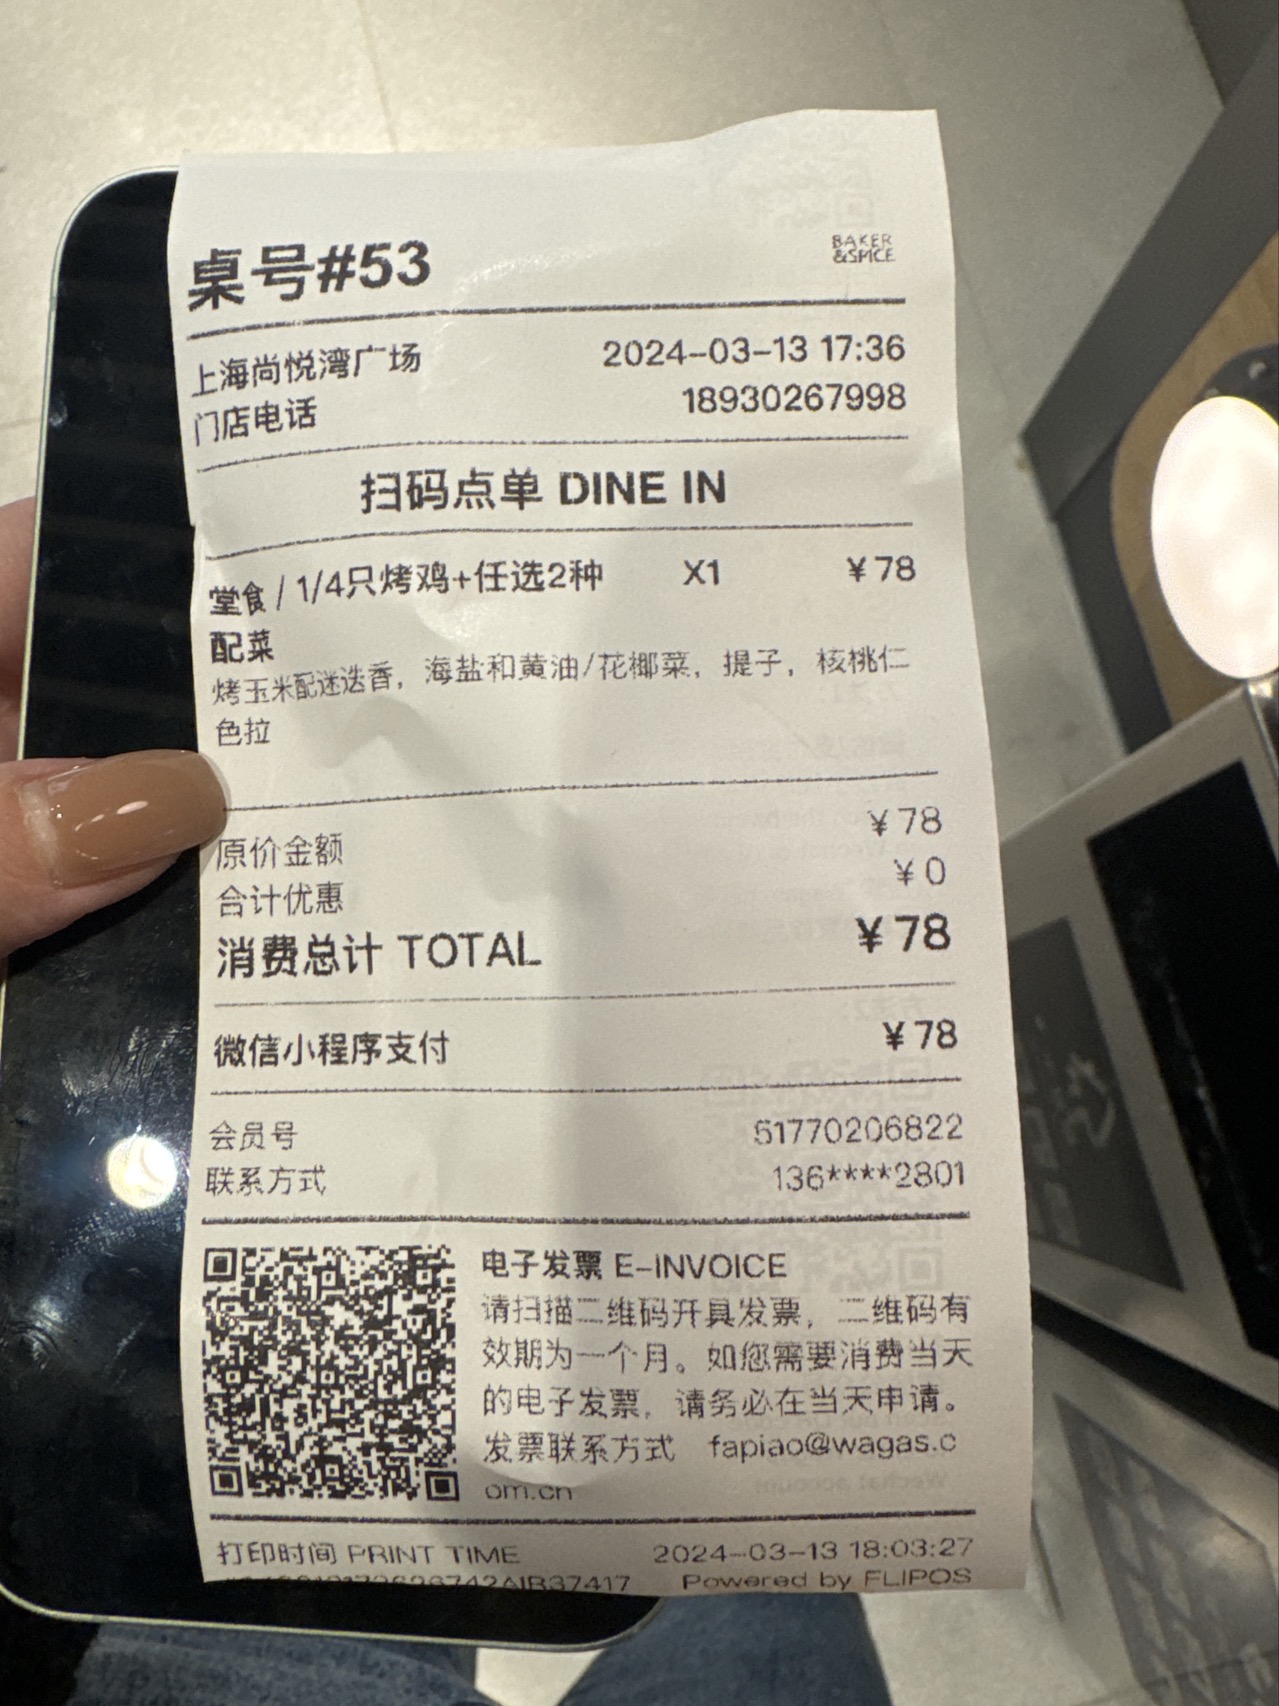 桌号#53
BAKER
&SPICE
上海尚悦湾广场 2024-03-13 17:36
门店电话 18930267998
扫码点单 DINE IN
堂食 / 1/4只烤鸡+任选2种 X1 ¥78
配菜
烤玉米配迷迭香，海盐和黄油/花椰菜，提子，核桃仁
色拉
原价金额 ¥78
合计优惠 ¥0
消费总计 TOTAL ¥78
微信小程序支付 ¥78
会员号 51770206822
联系方式 136****2801
电子发票 E-INVOICE
请扫描二维码开具发票，二维码有
效期为一个月。如您需要消费当天
的电子发票，请务必在当天申请。
发票联系方式 fapiao@wagas.c
om.cn
打印时间 PRINT TIME 2024-03-13 18:03:27
Powered by FLIPOS